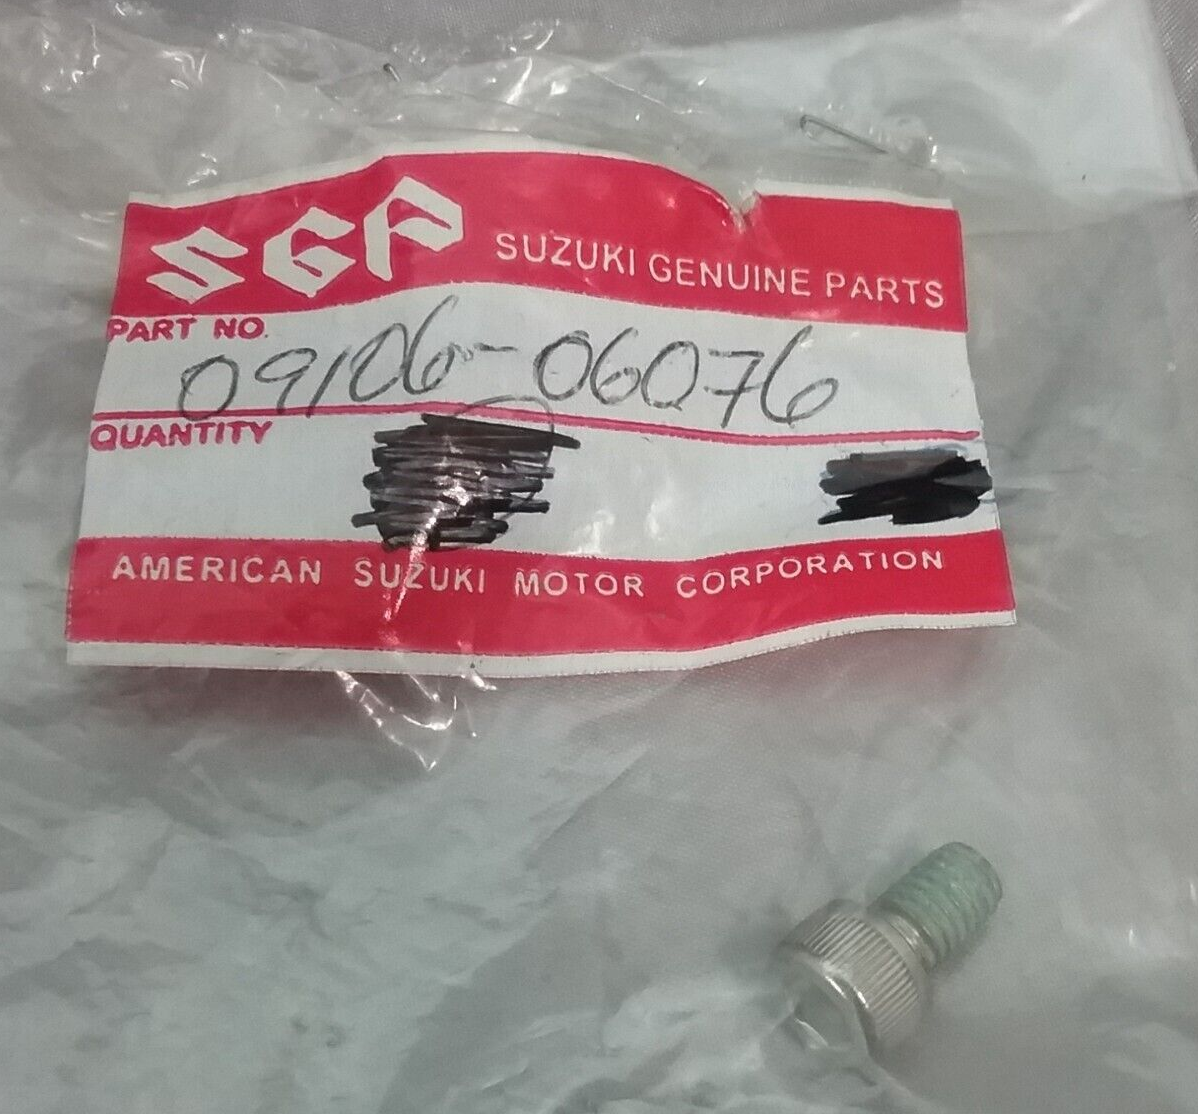 SGP SUZUKI GENUINE PARTS
PART NO.
09106-06076
QUANTITY
AMERICAN SUZUKI MOTOR CORPORATION